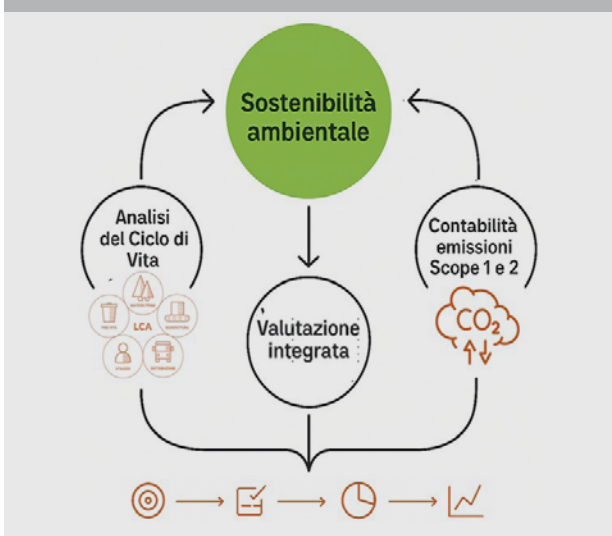 Sostenibilità
ambientale
Analisi
del Ciclo di
Vita
LCA
Valutazione
integrata
Contabilità
emissioni
Scope 1 e 2
CO₂